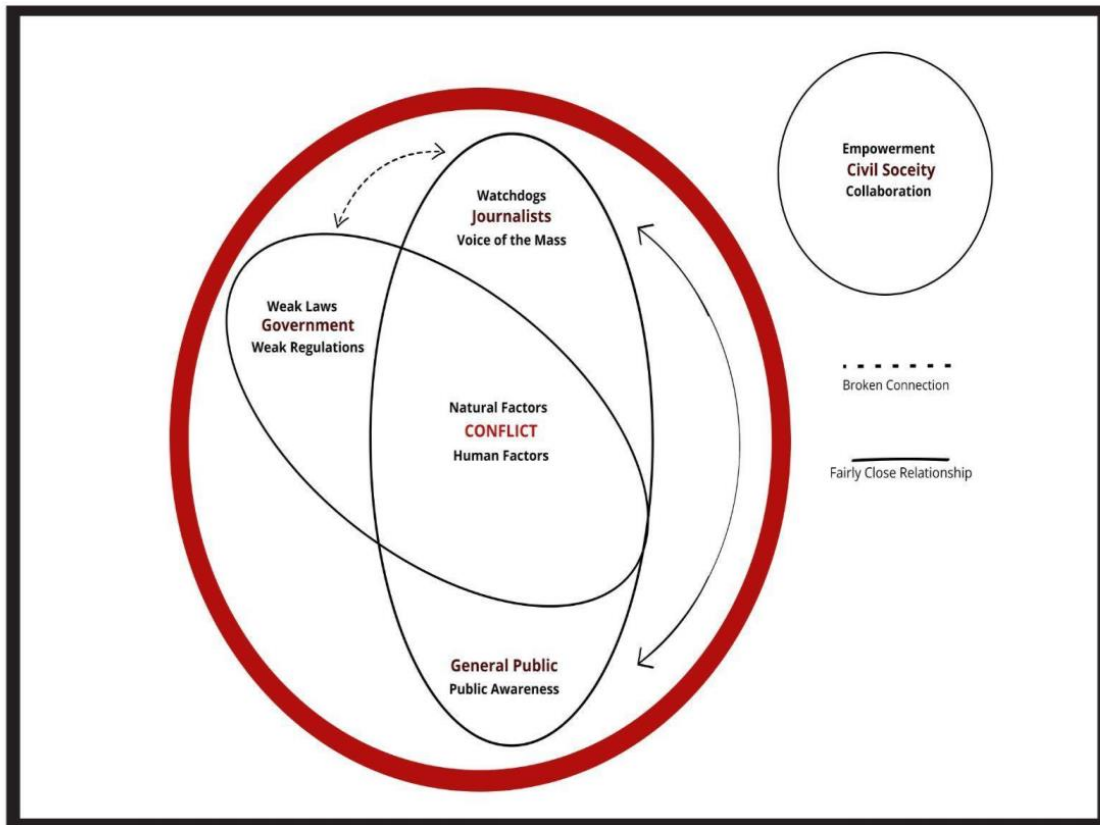 Watchdogs
Journalists
Voice of the Mass
Weak Laws
Government
Weak Regulations
Natural Factors
CONFLICT
Human Factors
General Public
Public Awareness
Empowerment
Civil Soceity
Collaboration
Broken Connection
Fairly Close Relationship